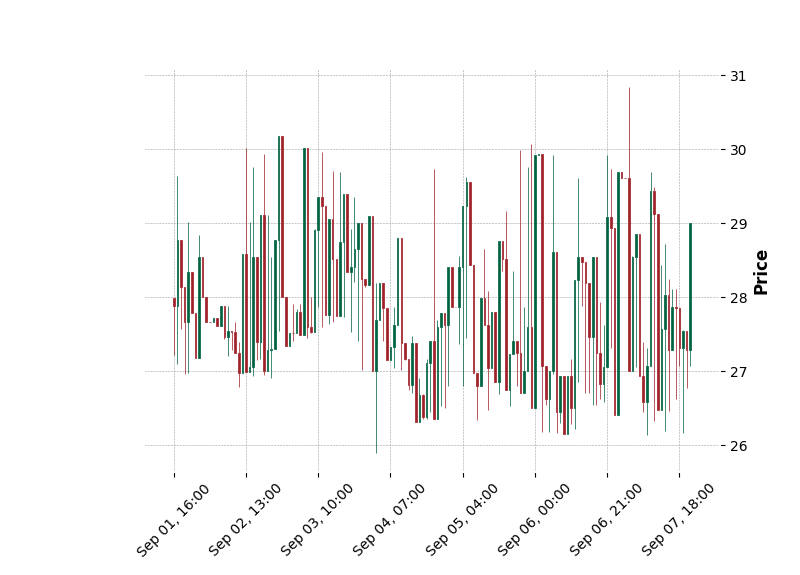 31
30
29
28
27
26
Price
Sep 01, 16:00
Sep 02, 13:00
Sep 03, 10:00
Sep 04, 07:00
Sep 05, 04:00
Sep 06, 00:00
Sep 06, 21:00
Sep 07, 18:00